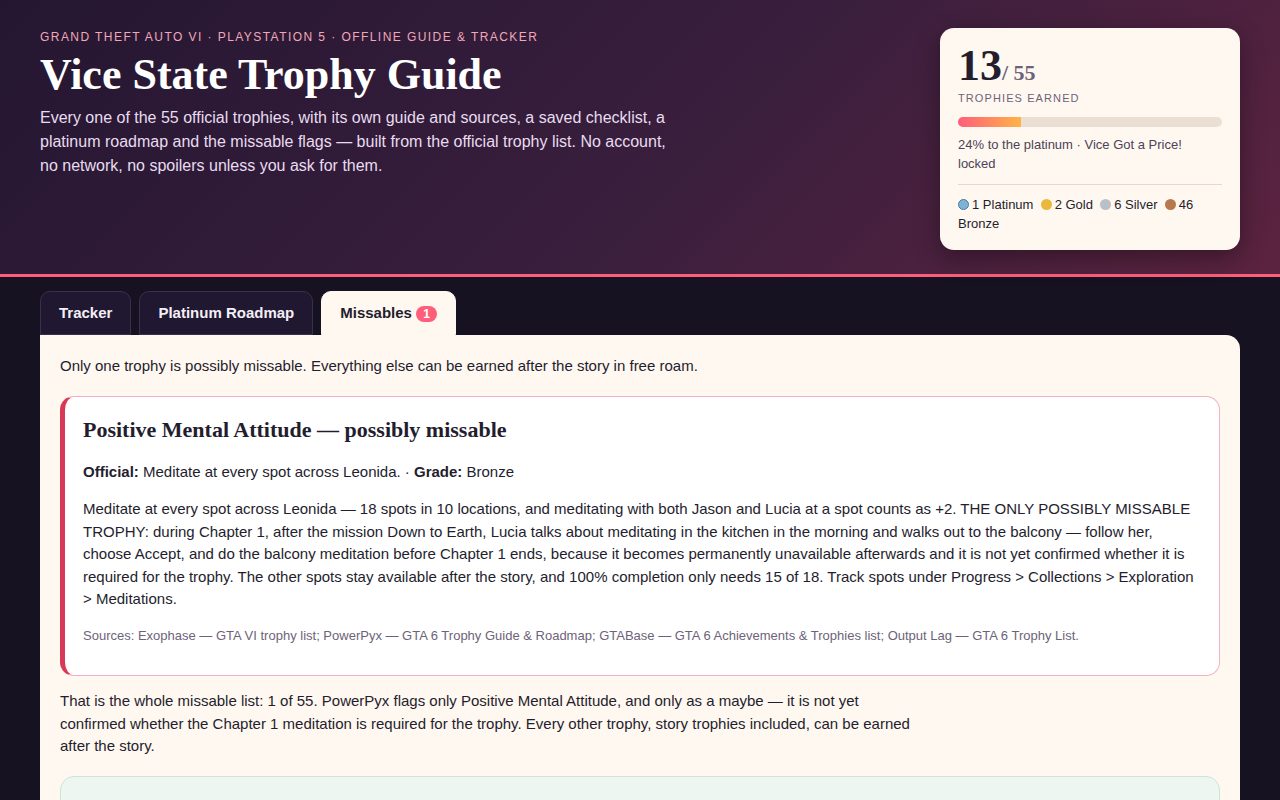 GRAND THEFT AUTO VI · PLAYSTATION 5 · OFFLINE GUIDE & TRACKER
Vice State Trophy Guide
Every one of the 55 official trophies, with its own guide and sources, a saved checklist, a
platinum roadmap and the missable flags — built from the official trophy list. No account,
no network, no spoilers unless you ask for them.
13/ 55
TROPHIES EARNED
24% to the platinum · Vice Got a Price!
locked
1 Platinum 2 Gold 6 Silver 46
Bronze
Tracker
Platinum Roadmap
Missables 1
Only one trophy is possibly missable. Everything else can be earned after the story in free roam.
Positive Mental Attitude — possibly missable
Official: Meditate at every spot across Leonida. · Grade: Bronze
Meditate at every spot across Leonida — 18 spots in 10 locations, and meditating with both Jason and Lucia at a spot counts as +2. THE ONLY POSSIBLY MISSABLE
TROPHY: during Chapter 1, after the mission Down to Earth, Lucia talks about meditating in the kitchen in the morning and walks out to the balcony — follow her,
choose Accept, and do the balcony meditation before Chapter 1 ends, because it becomes permanently unavailable afterwards and it is not yet confirmed whether it is
required for the trophy. The other spots stay available after the story, and 100% completion only needs 15 of 18. Track spots under Progress > Collections > Exploration
> Meditations.
Sources: Exophase — GTA VI trophy list; PowerPyx — GTA 6 Trophy Guide & Roadmap; GTABase — GTA 6 Achievements & Trophies list; Output Lag — GTA 6 Trophy List.
That is the whole missable list: 1 of 55. PowerPyx flags only Positive Mental Attitude, and only as a maybe — it is not yet
confirmed whether the Chapter 1 meditation is required for the trophy. Every other trophy, story trophies included, can be earned
after the story.